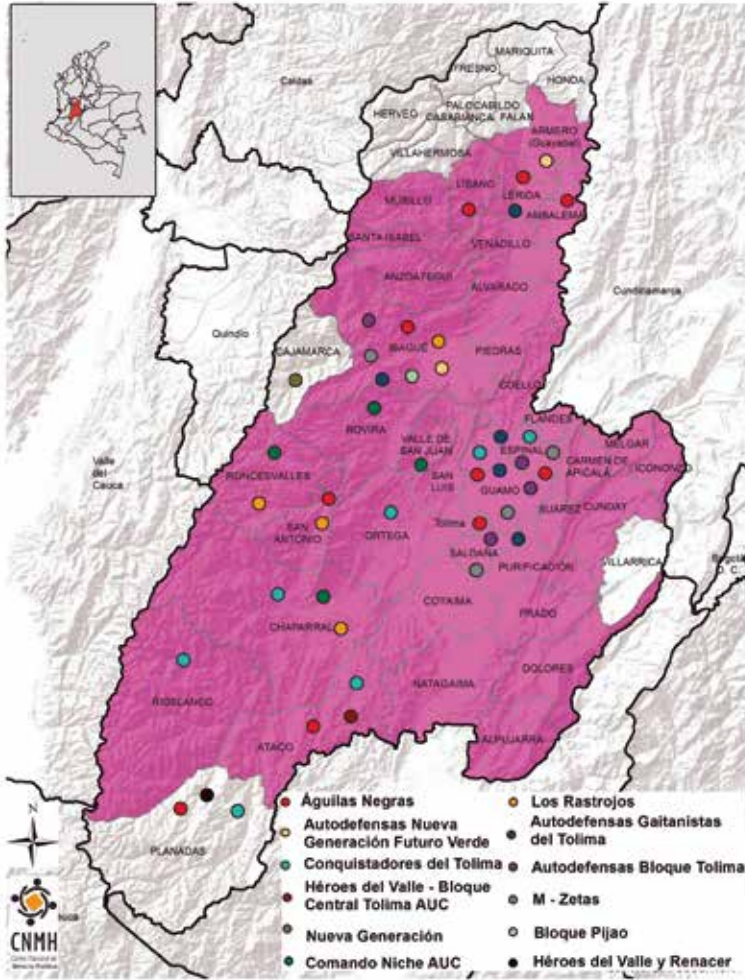 MARIQUITA
FRESNO
HONDA
Caldas
PALOCABILDO
HERVEO
CASABIANCA
FALAN
ARMERO
(Guayabal)
VILLAHERMOSA
LIBANO
LERIDA
MURILLO
AMBALEMA
SANTA ISABEL
VENADILLO
ANZOATEGUI
ALVARADO
Cundinamarca
Quindio
CAJAMARCA
IBAGUE
PIEDRAS
COELLO
ROVIRA
FLANDES
VALLE DE
SAN JUAN
ESPINAL
MELGAR
Valle
del
Cauca
RONCESVALLES
CARMEN DE
APICALA
ICONONZO
SAN
LUIS
GUAMO
SUAREZ
CUNDAY
SAN
ANTONIO
ORTEGA
Tolima
SALDAÑA
VILLARRICA
Bogotá
D. C.
PURIFICACIÓN
COYAIMA
PRADO
CHAPARRAL
DOLORES
NATAGAIMA
RIOBLANCO
ALPUJARRA
ATACO
PLANADAS
N
CNMH
Águilas Negras
Autodefensas Nueva
Generación Futuro Verde
Conquistadores del Tolima
Héroes del Valle - Bloque
Central Tolima AUC
Nueva Generación
Comando Niche AUC
Los Rastrojos
Autodefensas Gaitanistas
del Tolima
Autodefensas Bloque Tolima
M - Zetas
Bloque Pijao
Héroes del Valle y Renacer